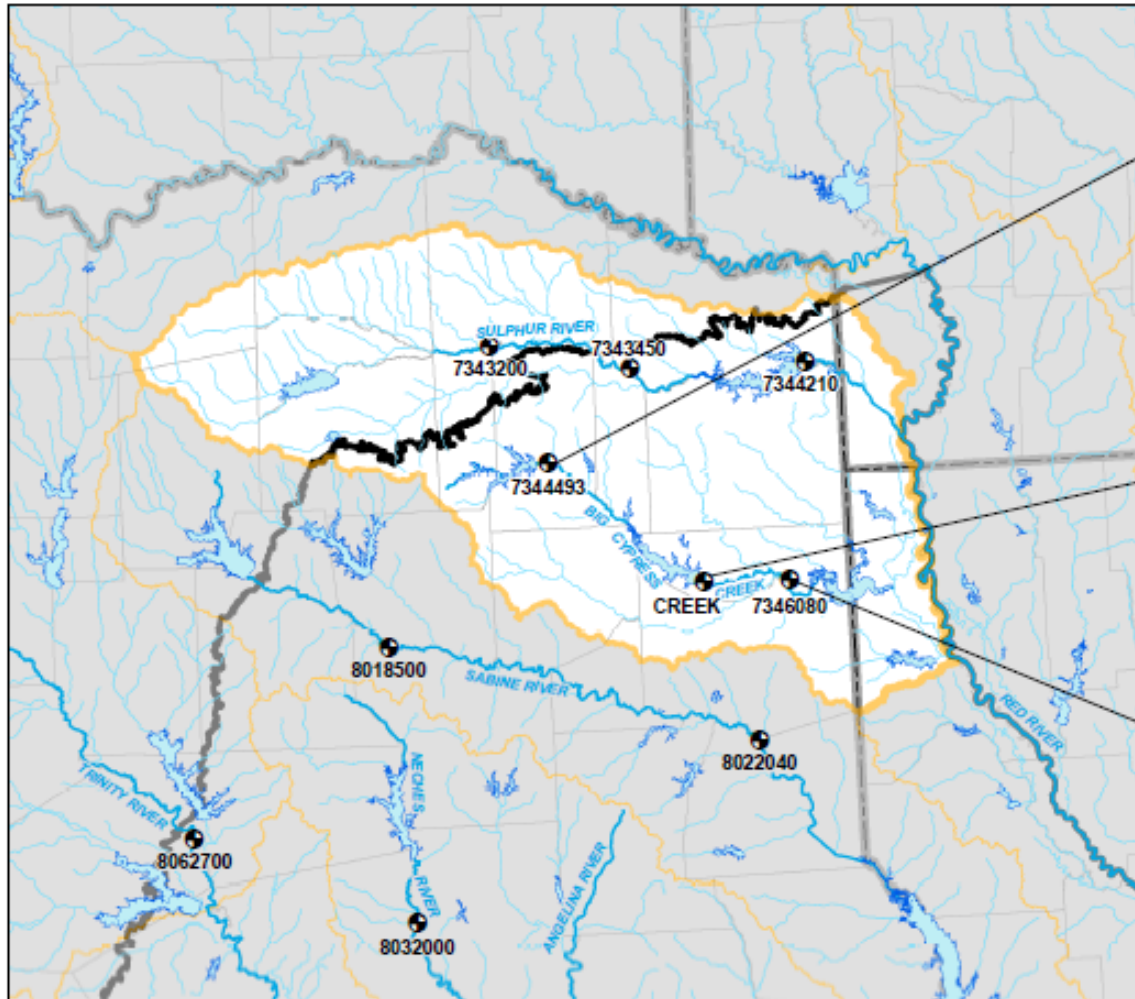 SULPHUR RIVER
7343450
7343200
7344210
7344493
BIG
CYPRESS
CREEK
CREEK
7346080
8018500
SABINE RIVER
RED RIVER
8022040
NECHES
RIVER
TRINITY RIVER
8062700
ANGELINA RIVER
8032000